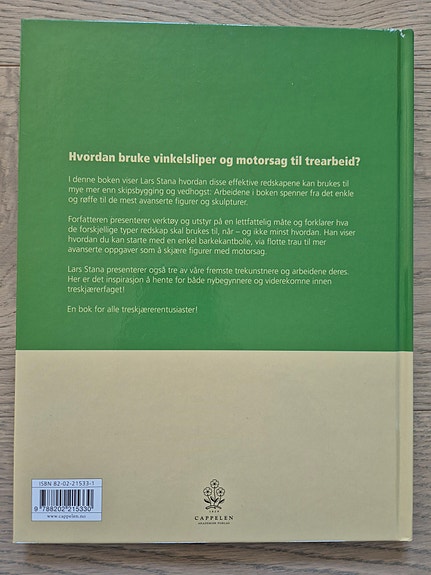 Hvordan bruke vinkelsliper og motorsag til trearbeid?
I denne boken viser Lars Stana hvordan disse effektive redskapene kan brukes til
mye mer enn skipsbygging og vedhogst: Arbeidene i boken spenner fra det enkle
og røffe til de mest avanserte figurer og skulpturer.
Forfatteren presenterer verktøy og utstyr på en lettfattelig måte og forklarer hva
de forskjellige typer redskap skal brukes til, når – og ikke minst hvordan. Han viser
hvordan du kan starte med en enkel barkekantbolle, via flotte trau til mer
avanserte oppgaver som å skjære figurer med motorsag.
Lars Stana presenterer også tre av våre fremste trekunstnere og arbeidene deres.
Her er det inspirasjon å hente for både nybegynnere og viderekomne innen
treskjærerfaget!
En bok for alle treskjærerentusiaster!
ISBN 82-02-21533-1
9 788202 215330
www.cappelen.no
1829
CAPPELEN
AKADEMISK FORLAG